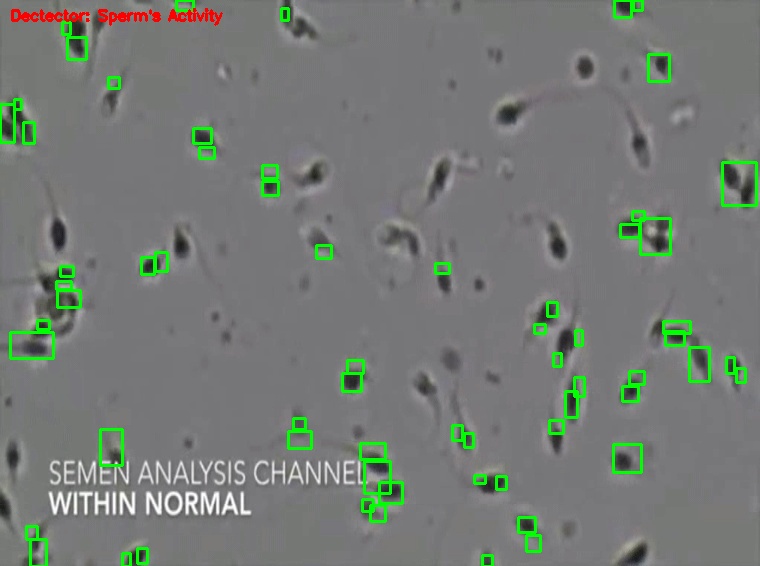 Dectector: Sperm's Activity
SEMEN ANALYSIS CHANNEL
WITHIN NORMAL